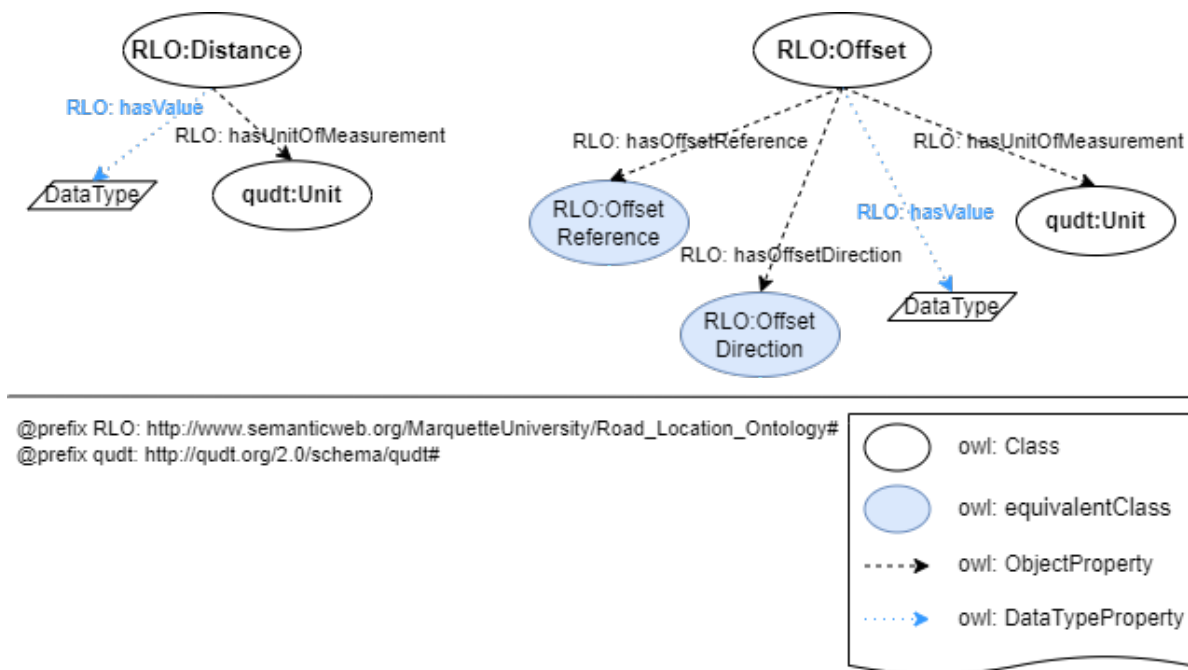 RLO:Distance
RLO:Offset
RLO: hasValue
RLO: hasUnitOfMeasurement
DataType
qudt:Unit
RLO: hasOffsetReference
RLO: hasUnitOfMeasurement
RLO:Offset
Reference
RLO: hasValue
qudt:Unit
RLO: hasOffsetDirection
DataType
RLO:Offset
Direction
@prefix RLO: http://www.semanticweb.org/MarquetteUniversity/Road_Location_Ontology#
@prefix qudt: http://qudt.org/2.0/schema/qudt#
owl: Class
owl: equivalentClass
owl: ObjectProperty
owl: DataTypeProperty